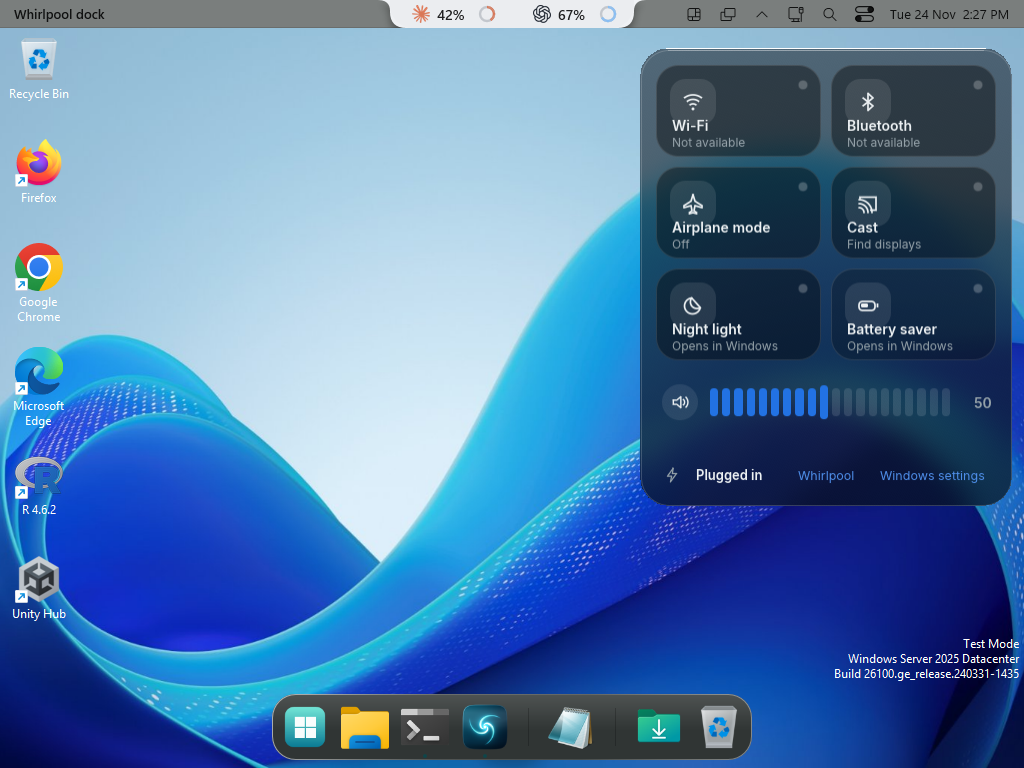 Whirlpool dock
42%
67%
Tue 24 Nov 2:27 PM
Recycle Bin
Firefox
Google
Chrome
Microsoft
Edge
R 4.6.2
Unity Hub
Wi-Fi
Not available
Bluetooth
Not available
Airplane mode
Off
Cast
Find displays
Night light
Opens in Windows
Battery saver
Opens in Windows
50
Plugged in
Whirlpool
Windows settings
Test Mode
Windows Server 2025 Datacenter
Build 26100.ge_release.240331-1435